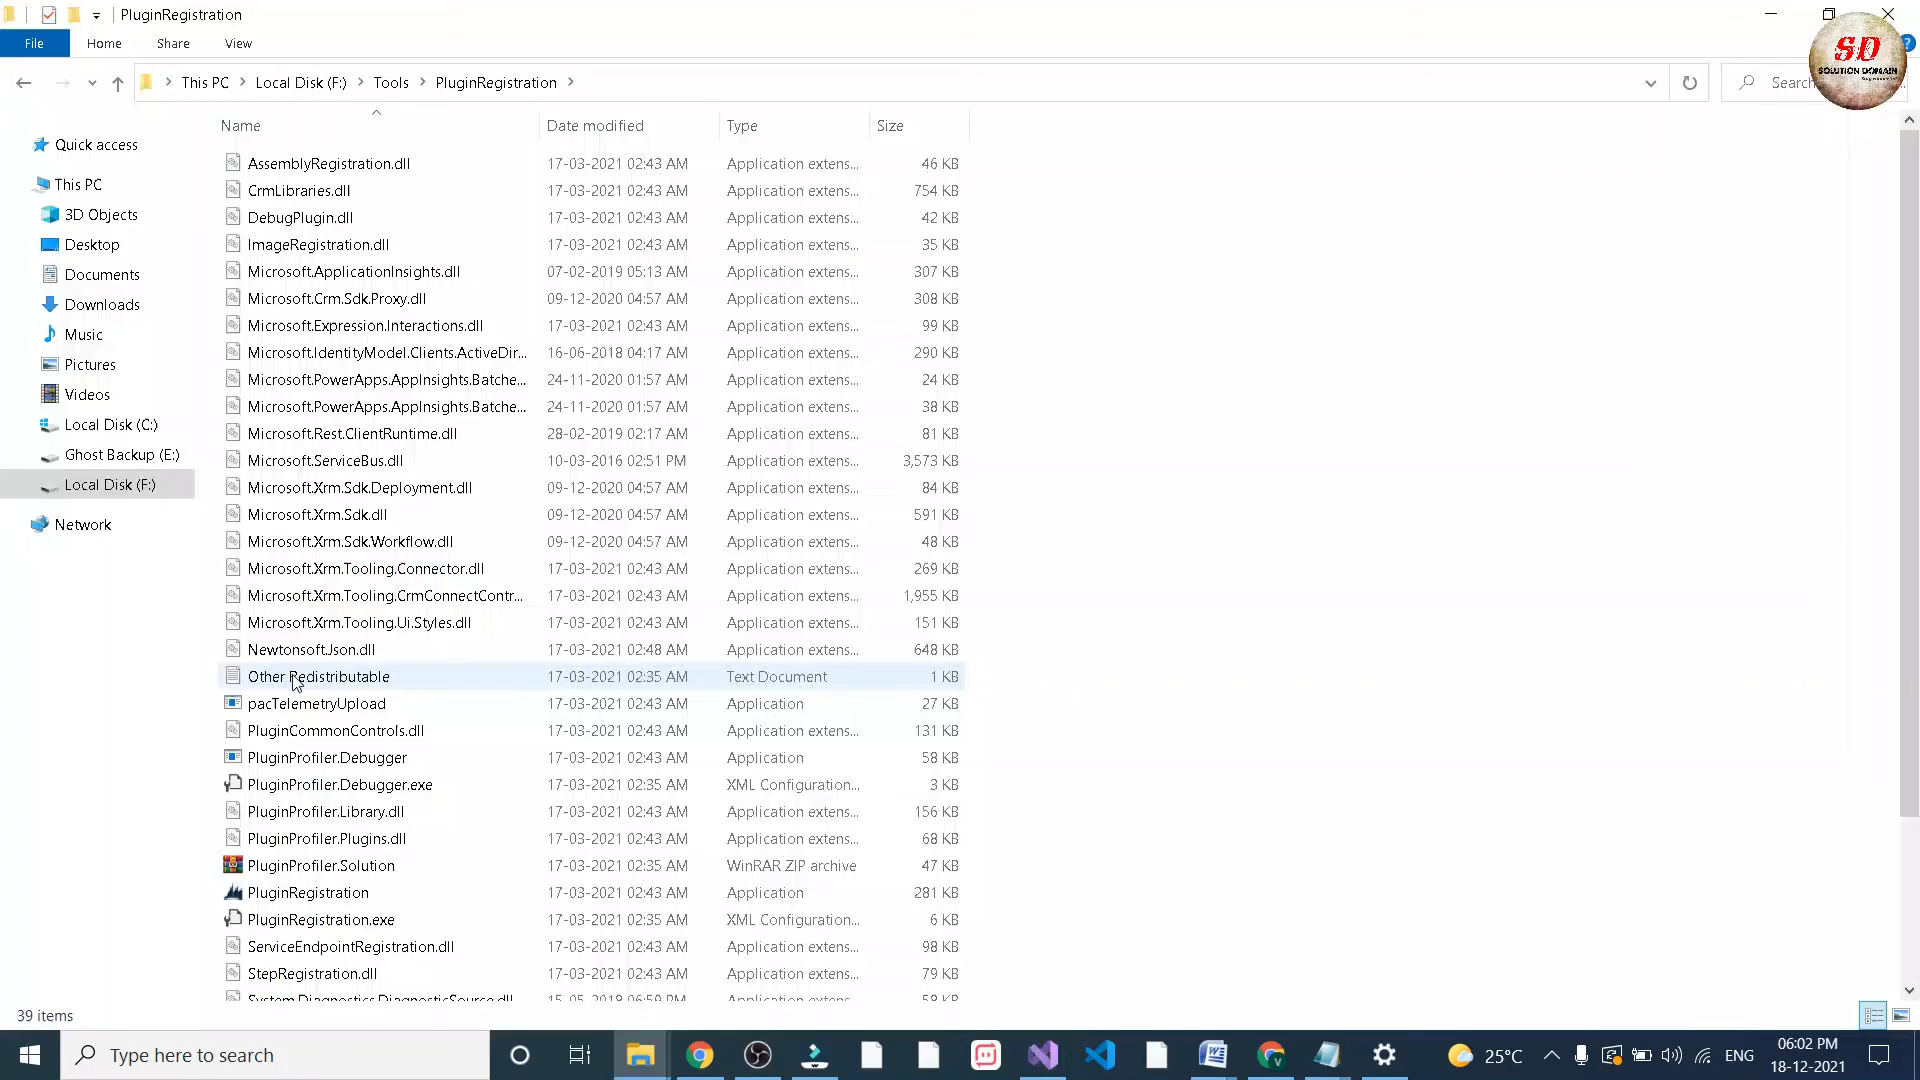 PluginRegistration
File Home Share View
This PC Local Disk (F:) Tools PluginRegistration Search
SD
SOLUTION DOMAIN
Name Date modified Type Size
Quick access
This PC
3D Objects
Desktop
Documents
Downloads
Music
Pictures
Videos
Local Disk (C:)
Ghost Backup (E:)
Local Disk (F:)
Network
AssemblyRegistration.dll 17-03-2021 02:43 AM Application extens... 46 KB
CrmLibraries.dll 17-03-2021 02:43 AM Application extens... 754 KB
DebugPlugin.dll 17-03-2021 02:43 AM Application extens... 42 KB
ImageRegistration.dll 17-03-2021 02:43 AM Application extens... 35 KB
Microsoft.ApplicationInsights.dll 07-02-2019 05:13 AM Application extens... 307 KB
Microsoft.Crm.Sdk.Proxy.dll 09-12-2020 04:57 AM Application extens... 308 KB
Microsoft.Expression.Interactions.dll 17-03-2021 02:43 AM Application extens... 99 KB
Microsoft.IdentityModel.Clients.ActiveDir... 16-06-2018 04:17 AM Application extens... 290 KB
Microsoft.PowerApps.AppInsights.Batche... 24-11-2020 01:57 AM Application extens... 24 KB
Microsoft.PowerApps.AppInsights.Batche... 24-11-2020 01:57 AM Application extens... 38 KB
Microsoft.Rest.ClientRuntime.dll 28-02-2019 02:17 AM Application extens... 81 KB
Microsoft.ServiceBus.dll 10-03-2016 02:51 PM Application extens... 3,573 KB
Microsoft.Xrm.Sdk.Deployment.dll 09-12-2020 04:57 AM Application extens... 84 KB
Microsoft.Xrm.Sdk.dll 09-12-2020 04:57 AM Application extens... 591 KB
Microsoft.Xrm.Sdk.Workflow.dll 09-12-2020 04:57 AM Application extens... 48 KB
Microsoft.Xrm.Tooling.Connector.dll 17-03-2021 02:43 AM Application extens... 269 KB
Microsoft.Xrm.Tooling.CrmConnectContr... 17-03-2021 02:43 AM Application extens... 1,955 KB
Microsoft.Xrm.Tooling.Ui.Styles.dll 17-03-2021 02:43 AM Application extens... 151 KB
Newtonsoft.Json.dll 17-03-2021 02:48 AM Application extens... 648 KB
Other Redistributable 17-03-2021 02:35 AM Text Document 1 KB
pacTelemetryUpload 17-03-2021 02:43 AM Application 27 KB
PluginCommonControls.dll 17-03-2021 02:43 AM Application extens... 131 KB
PluginProfiler.Debugger 17-03-2021 02:43 AM Application 58 KB
PluginProfiler.Debugger.exe 17-03-2021 02:35 AM XML Configuration... 3 KB
PluginProfiler.Library.dll 17-03-2021 02:43 AM Application extens... 156 KB
PluginProfiler.Plugins.dll 17-03-2021 02:43 AM Application extens... 68 KB
PluginProfiler.Solution 17-03-2021 02:35 AM WinRAR ZIP archive 47 KB
PluginRegistration 17-03-2021 02:43 AM Application 281 KB
PluginRegistration.exe 17-03-2021 02:35 AM XML Configuration... 6 KB
ServiceEndpointRegistration.dll 17-03-2021 02:43 AM Application extens... 98 KB
StepRegistration.dll 17-03-2021 02:43 AM Application extens... 79 KB
System.Diagnostics.DiagnosticSource.dll 15-05-2018 06:59 PM Application extens... 58 KB
39 items
Type here to search
25°C ENG
06:02 PM
18-12-2021